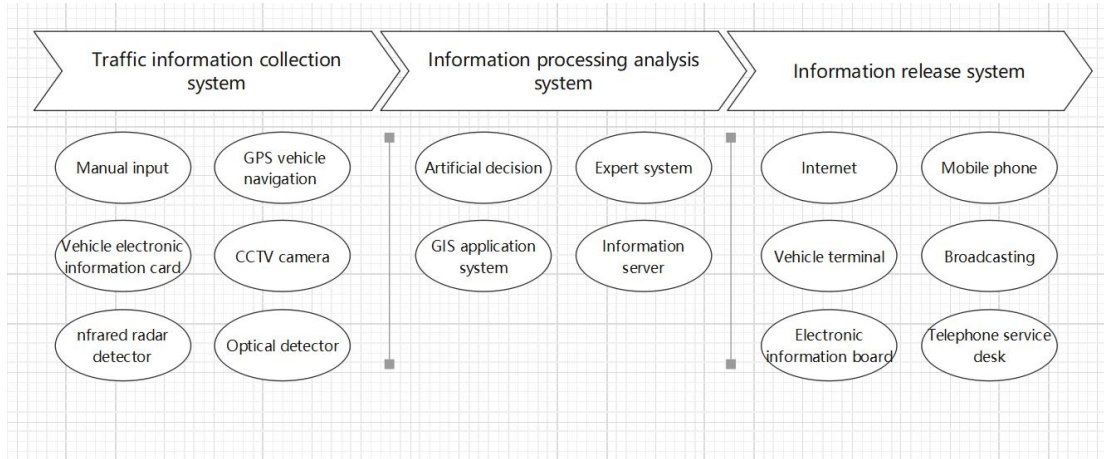 Traffic information collection
system
Information processing analysis
system
Information release system
Manual input
GPS vehicle
navigation
Vehicle electronic
information card
CCTV camera
nfrared radar
detector
Optical detector
Artificial decision
Expert system
GIS application
system
Information
server
Internet
Mobile phone
Vehicle terminal
Broadcasting
Electronic
information board
Telephone service
desk